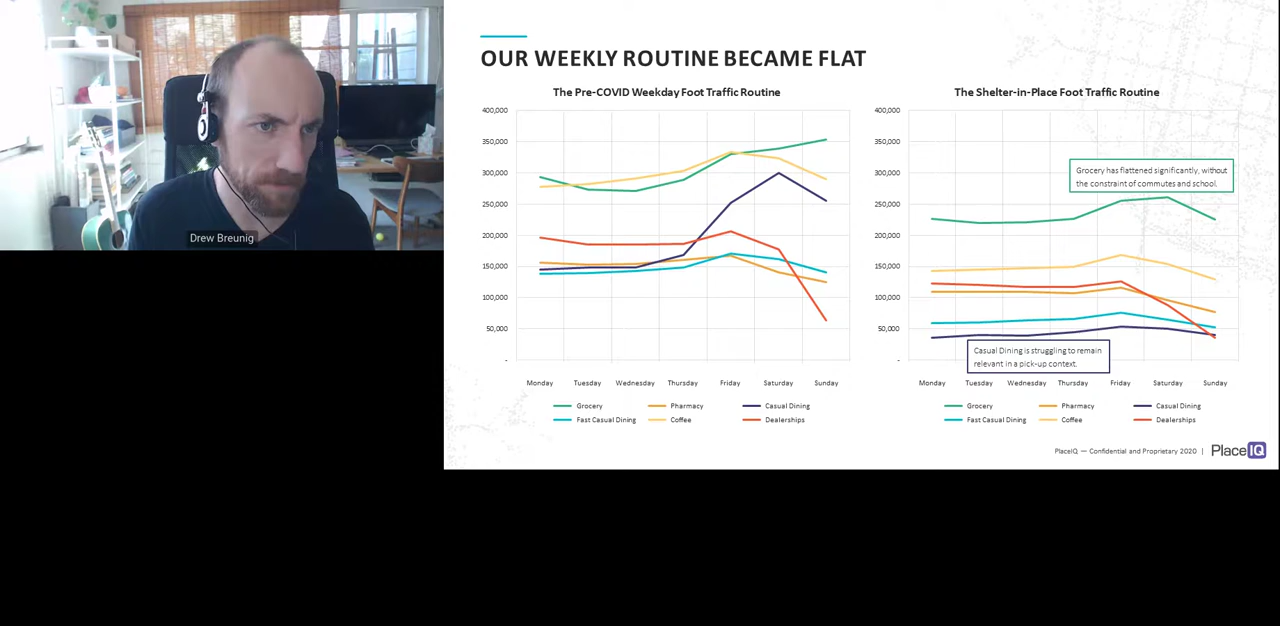 Drew Breunig
OUR WEEKLY ROUTINE BECAME FLAT
The Pre-COVID Weekday Foot Traffic Routine
400,000
350,000
300,000
250,000
200,000
150,000
100,000
50,000
-
Monday Tuesday Wednesday Thursday Friday Saturday Sunday
Grocery Pharmacy Casual Dining
Fast Casual Dining Coffee Dealerships
The Shelter-in-Place Foot Traffic Routine
400,000
350,000
300,000
250,000
200,000
150,000
100,000
50,000
-
Grocery has flattened significantly, without
the constraint of commutes and school.
Casual Dining is struggling to remain
relevant in a pick-up context.
Monday Tuesday Wednesday Thursday Friday Saturday Sunday
Grocery Pharmacy Casual Dining
Fast Casual Dining Coffee Dealerships
PlaceIQ — Confidential and Proprietary 2020 | PlaceIQ